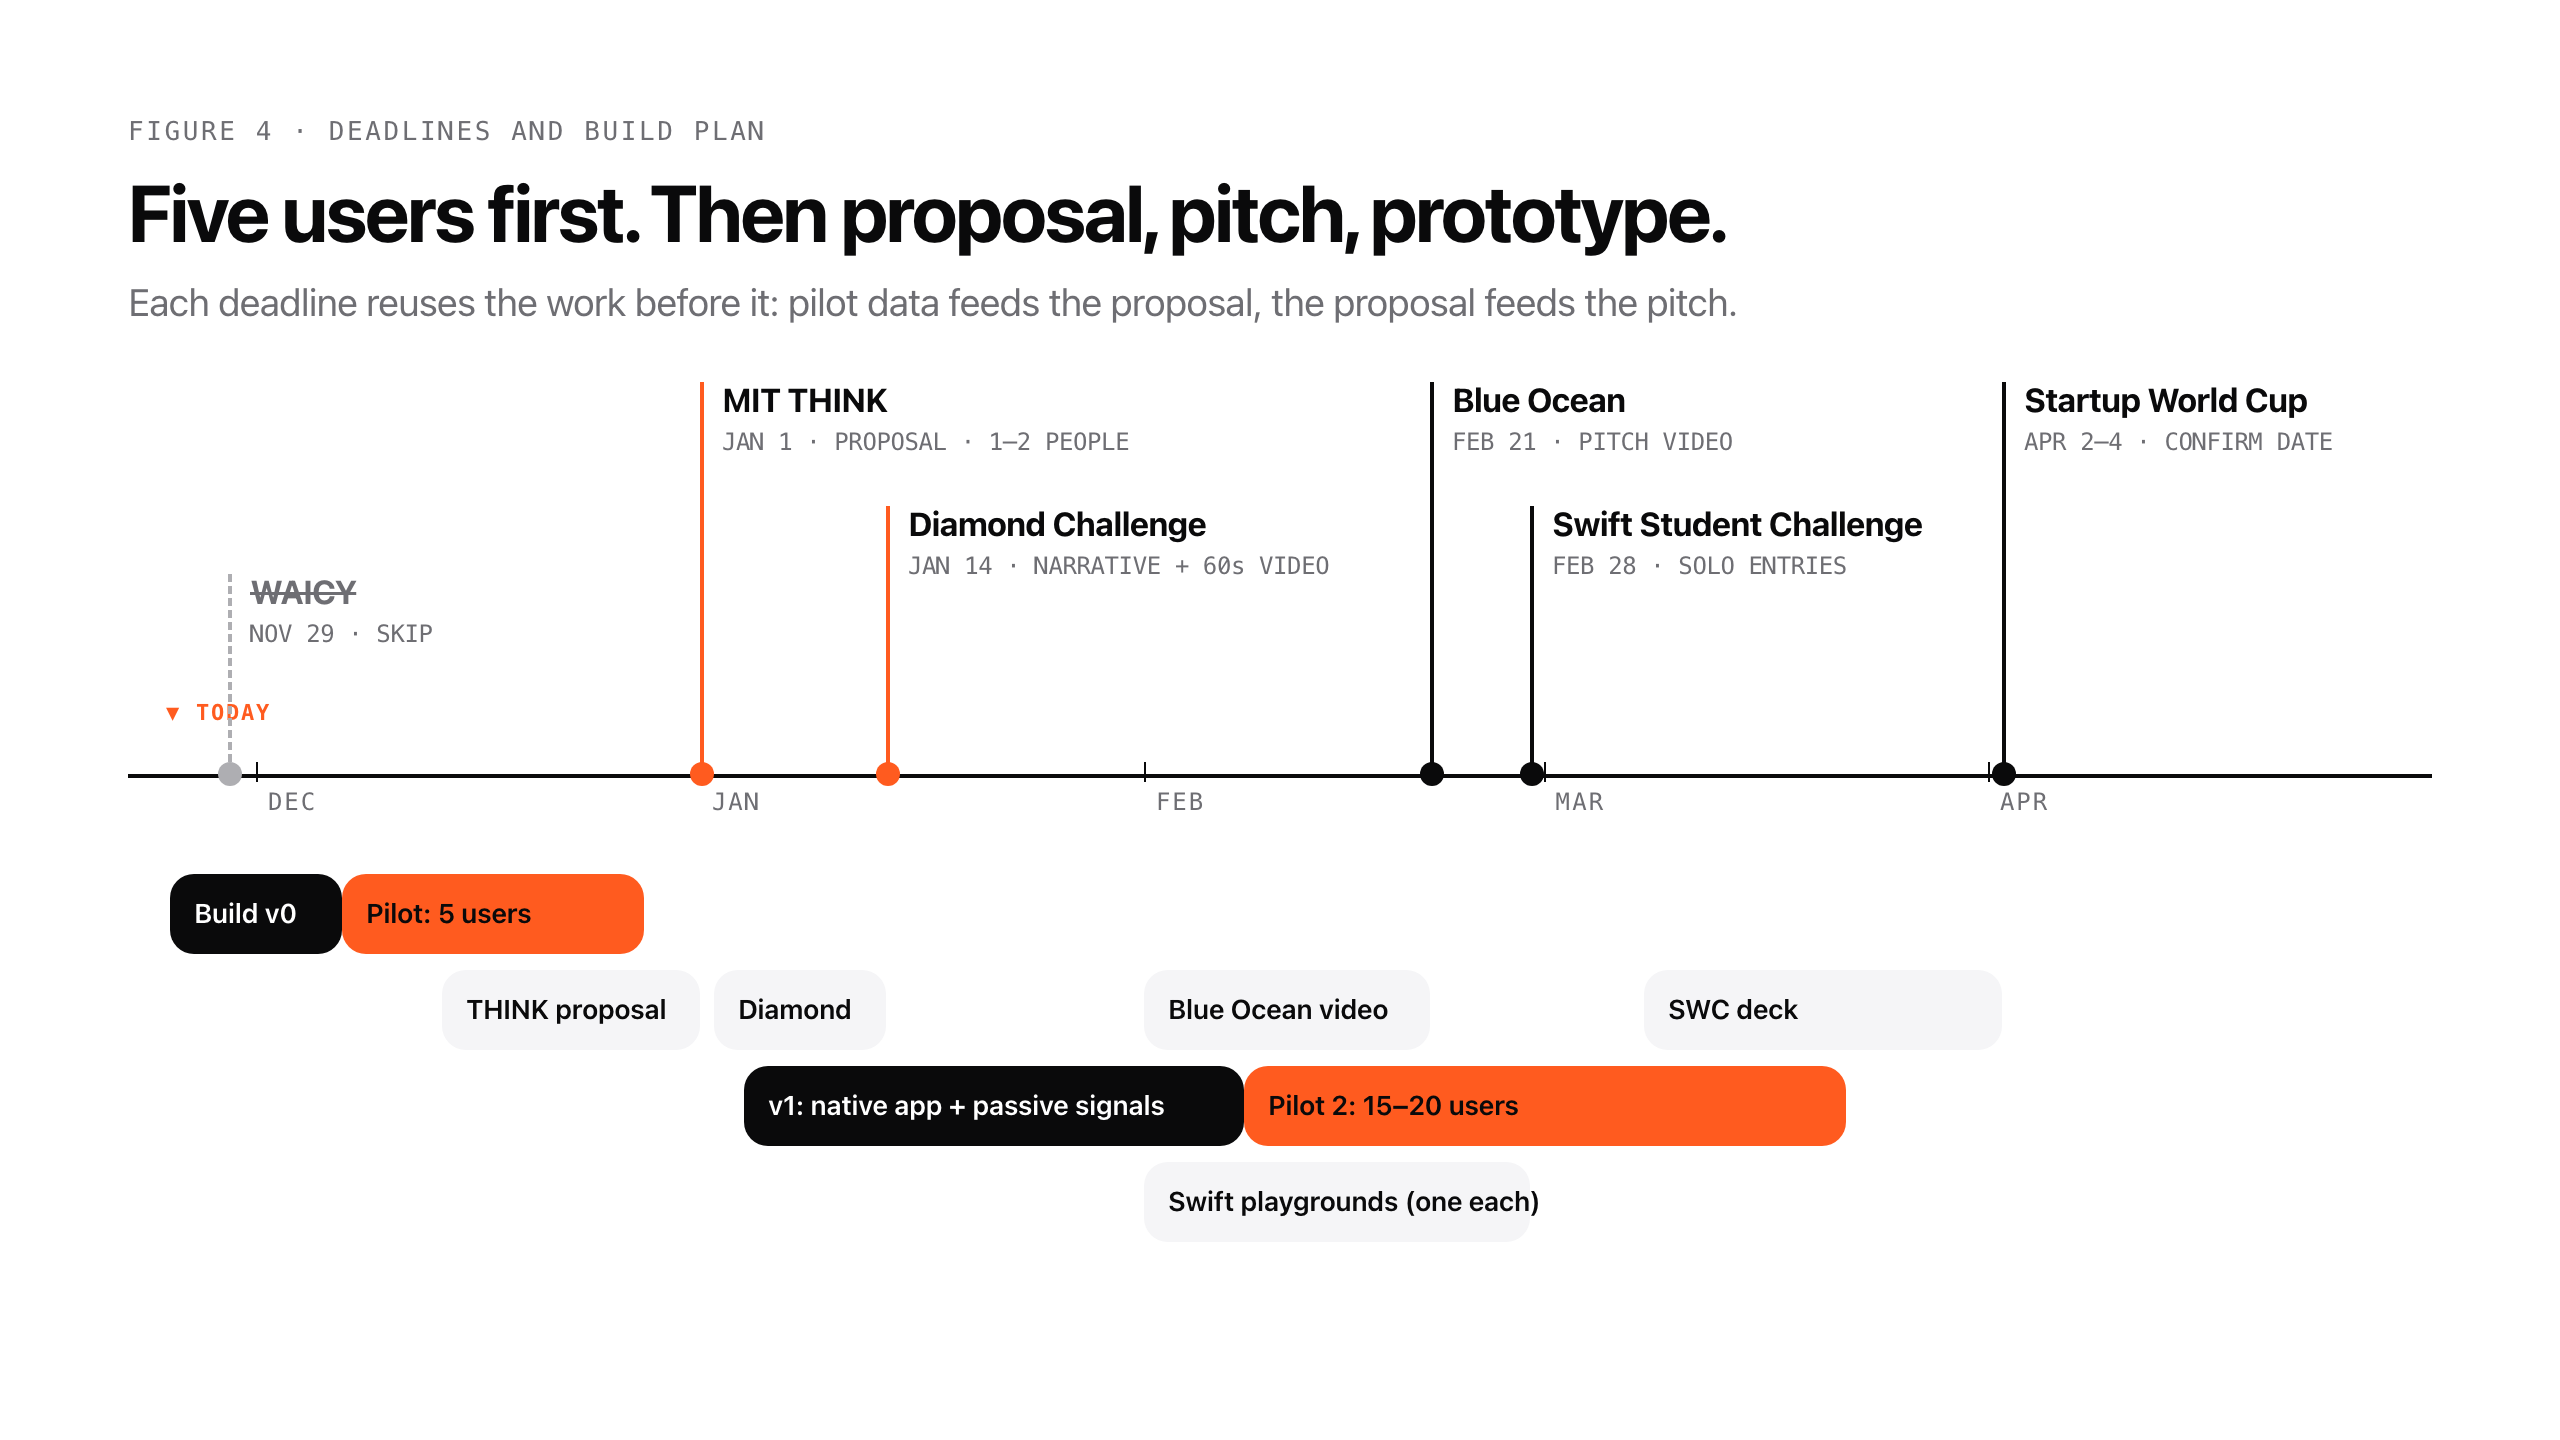 FIGURE 4 · DEADLINES AND BUILD PLAN
Five users first. Then proposal, pitch, prototype.
Each deadline reuses the work before it: pilot data feeds the proposal, the proposal feeds the pitch.
MIT THINK
JAN 1 · PROPOSAL · 1–2 PEOPLE
Blue Ocean
FEB 21 · PITCH VIDEO
Startup World Cup
APR 2–4 · CONFIRM DATE
Diamond Challenge
JAN 14 · NARRATIVE + 60s VIDEO
Swift Student Challenge
FEB 28 · SOLO ENTRIES
WAICY
NOV 29 · SKIP
▼ TODAY
DEC
JAN
FEB
MAR
APR
Build v0
Pilot: 5 users
THINK proposal
Diamond
Blue Ocean video
SWC deck
v1: native app + passive signals
Pilot 2: 15–20 users
Swift playgrounds (one each)